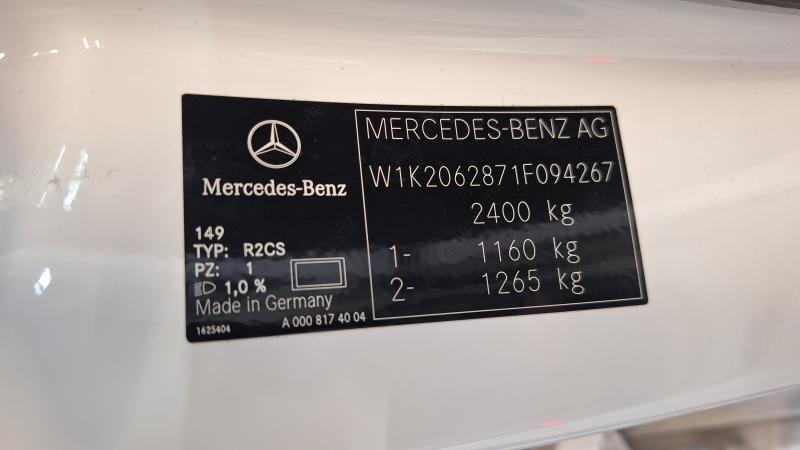 Mercedes-Benz
149
TYP: R2CS
PZ: 1
1,0 %
Made in Germany
1625404
A 000 817 40 04
MERCEDES-BENZ AG
W1K2062871F094267
2400 kg
1- 1160 kg
2- 1265 kg